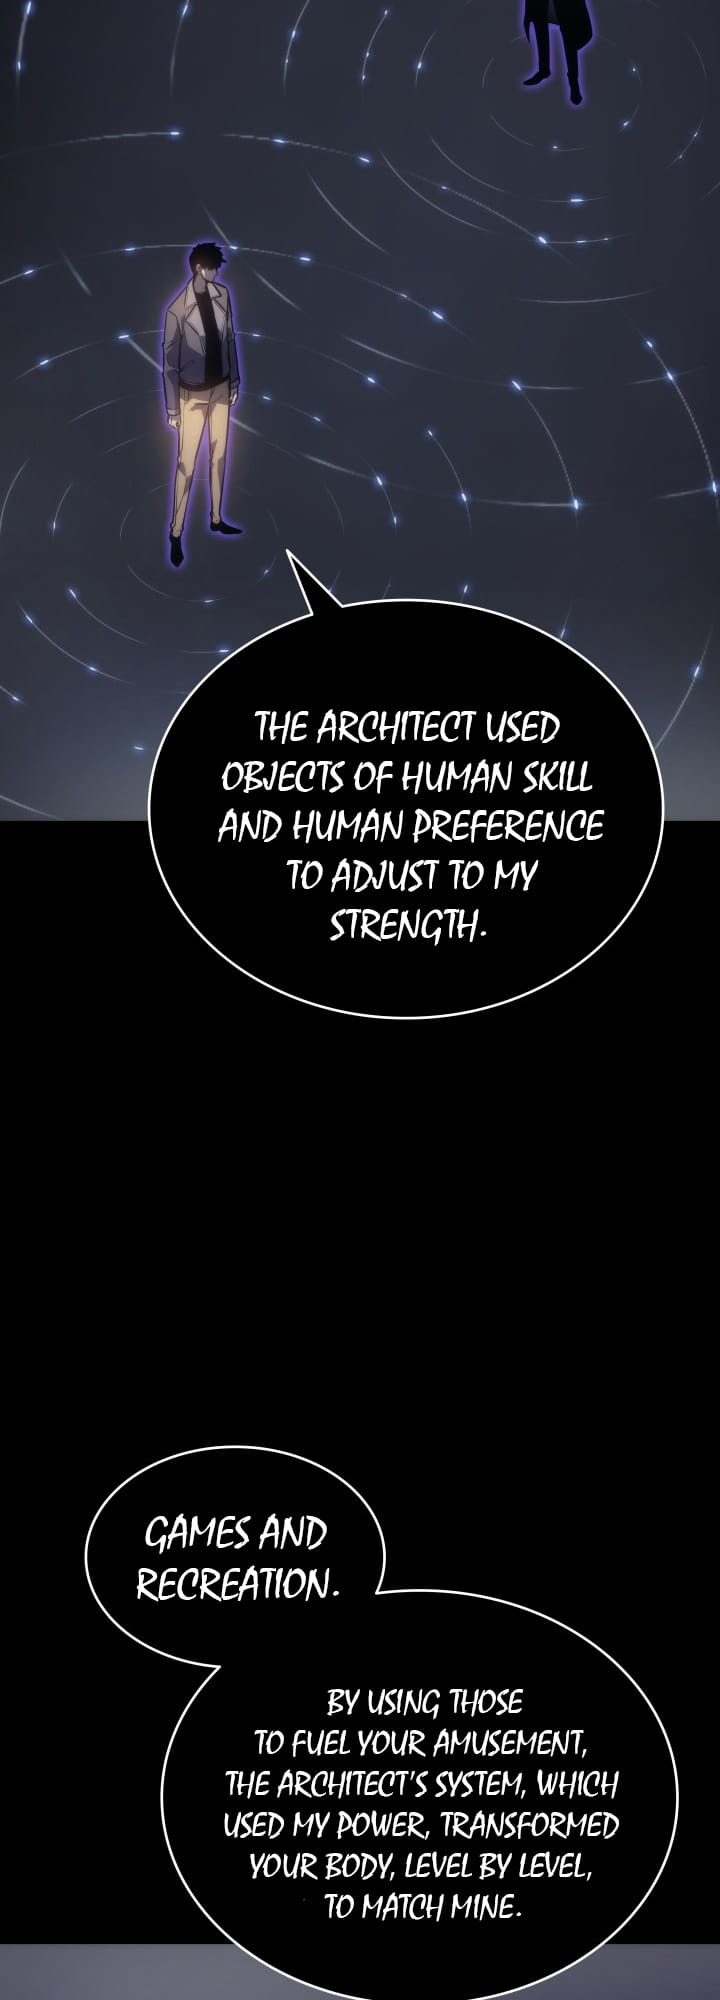 THE ARCHITECT USED
OBJECTS OF HUMAN SKILL
AND HUMAN PREFERENCE
TO ADJUST TO MY
STRENGTH.
GAMES AND
RECREATION.
BY USING THOSE
TO FUEL YOUR AMUSEMENT,
THE ARCHITECT'S SYSTEM, WHICH
USED MY POWER, TRANSFORMED
YOUR BODY, LEVEL BY LEVEL,
TO MATCH MINE.